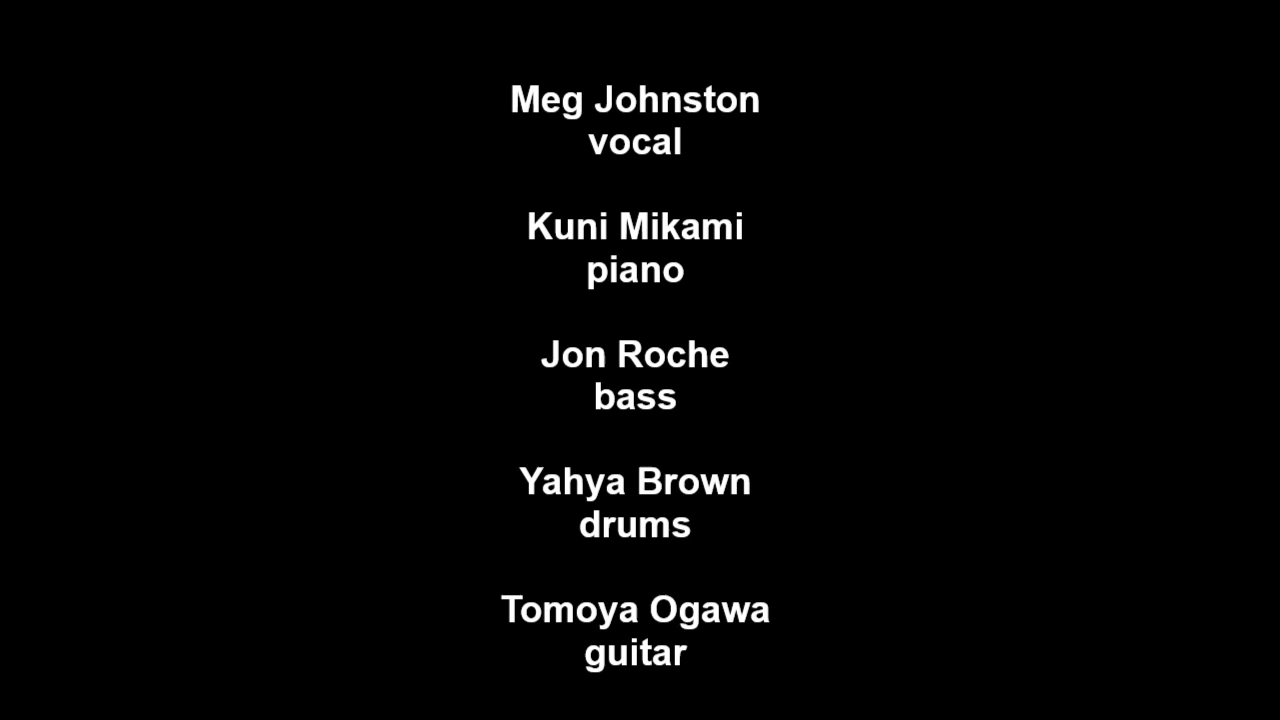 Meg Johnston
vocal
Kuni Mikami
piano
Jon Roche
bass
Yahya Brown
drums
Tomoya Ogawa
guitar